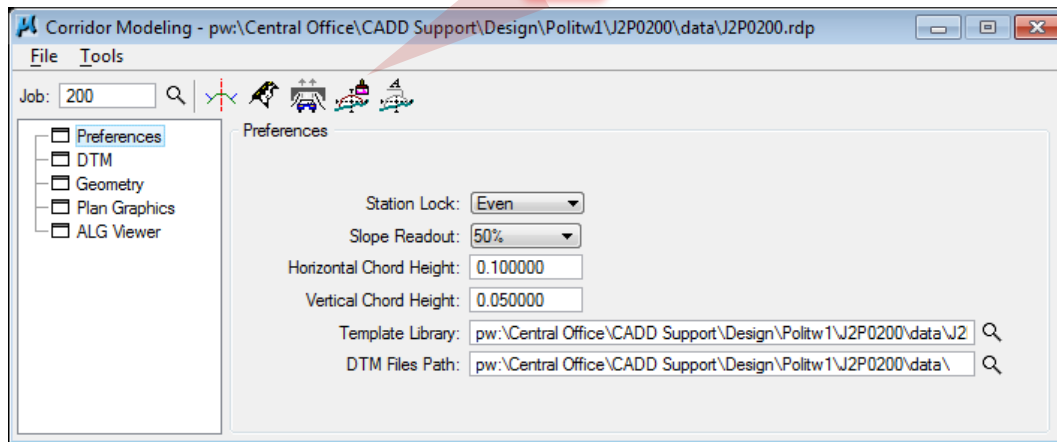 Corridor Modeling - pw:\Central Office\CADD Support\Design\Politw1\J2P0200\data\J2P0200.rdp
File Tools
Job: 200
Preferences
DTM
Geometry
Plan Graphics
ALG Viewer
Preferences
Station Lock: Even
Slope Readout: 50%
Horizontal Chord Height: 0.100000
Vertical Chord Height: 0.050000
Template Library: pw:\Central Office\CADD Support\Design\Politw1\J2P0200\data\J2
DTM Files Path: pw:\Central Office\CADD Support\Design\Politw1\J2P0200\data\